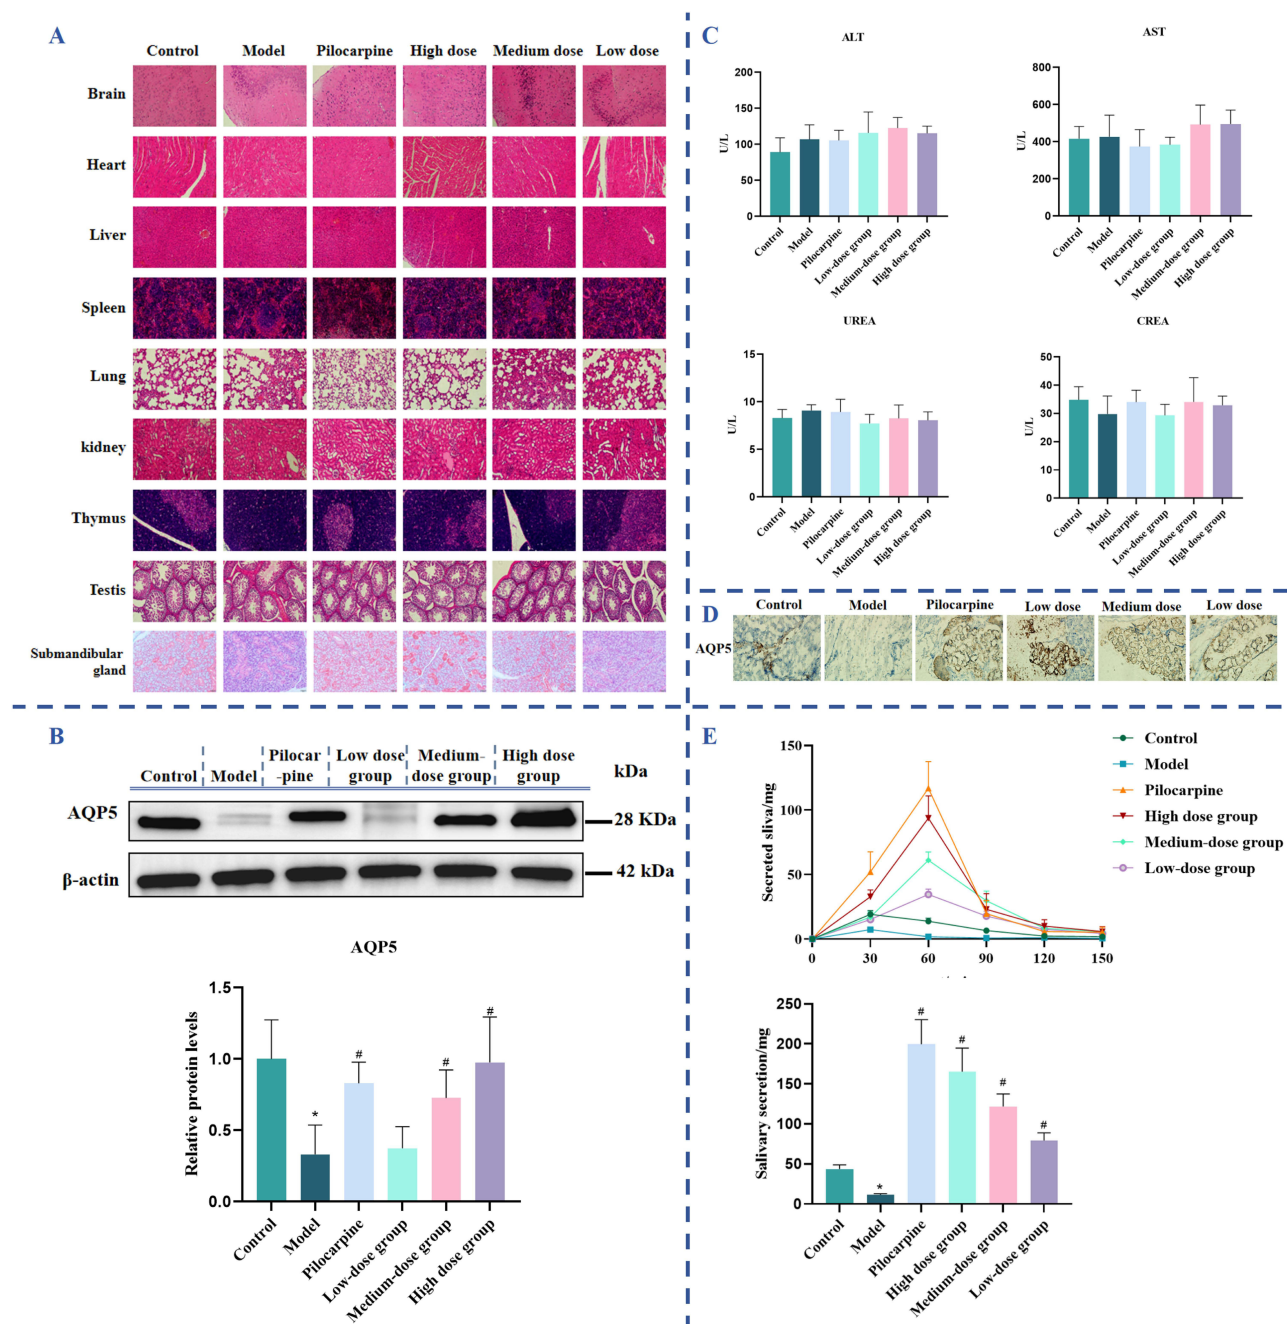 A
Control Model Pilocarpine High dose Medium dose Low dose
Brain
Heart
Liver
Spleen
Lung
kidney
Thymus
Testis
Submandibular
gland
C
ALT
U/L
200
150
100
50
0
Control
Model
Pilocarpine
Low-dose group
Medium-dose group
High dose group
AST
U/L
800
600
400
200
0
Control
Model
Pilocarpine
Low-dose group
Medium-dose group
High dose group
UREA
U/L
15
10
5
0
Control
Model
Pilocarpine
Low-dose group
Medium-dose group
High dose group
CREA
U/L
50
40
30
20
10
0
Control
Model
Pilocarpine
Low-dose group
Medium-dose group
High dose group
D
Control Model Pilocarpine Low dose Medium dose Low dose
AQP5
B
Control
Model
Pilocar
-pine
Low dose
group
Medium-
dose group
High dose
group
kDa
AQP5
28 KDa
β-actin
42 kDa
AQP5
Relative protein levels
1.5
1.0
0.5
0.0
*
#
#
#
Control
Model
Pilocarpine
Low-dose group
Medium-dose group
High dose group
E
Secreted sliva/mg
150
100
50
0
0 30 60 90 120 150
Control
Model
Pilocarpine
High dose group
Medium-dose group
Low-dose group
Salivary secretion/mg
250
200
150
100
50
0
*
#
#
#
#
Control
Model
Pilocarpine
High dose group
Medium-dose group
Low-dose group